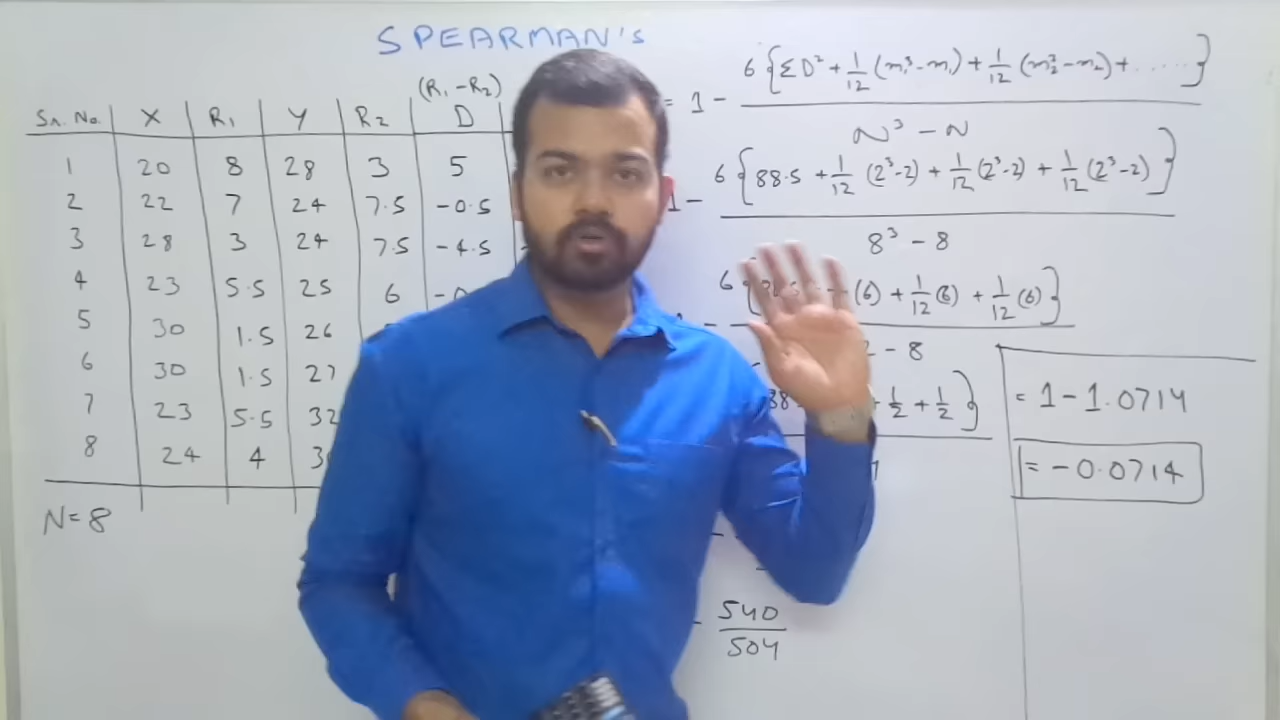 SPEARMAN's
(R₁-R₂)
Sr. No. X R₁ Y R₂ D
1 20 8 28 3 5
2 22 7 24 7.5 -0.5
3 28 3 24 7.5 -4.5
4 23 5.5 25 6
5 30 1.5 26
6 30 1.5 27
7 23 5.5 32
8 24 4
N=8
= 1 - 6{ΣD² + 1/12 (m₁³-m₁) + 1/12 (m₂³-m₂) + .....}
N³ - N
1 - 6{88.5 + 1/12 (2³-2) + 1/12 (2³-2) + 1/12 (2³-2)}
8³ - 8
6 { (6) + 1/12 (6) + 1/12 (6)}
- 8
+ 1/2 + 1/2}
540
504
= 1-1.0714
= -0.0714